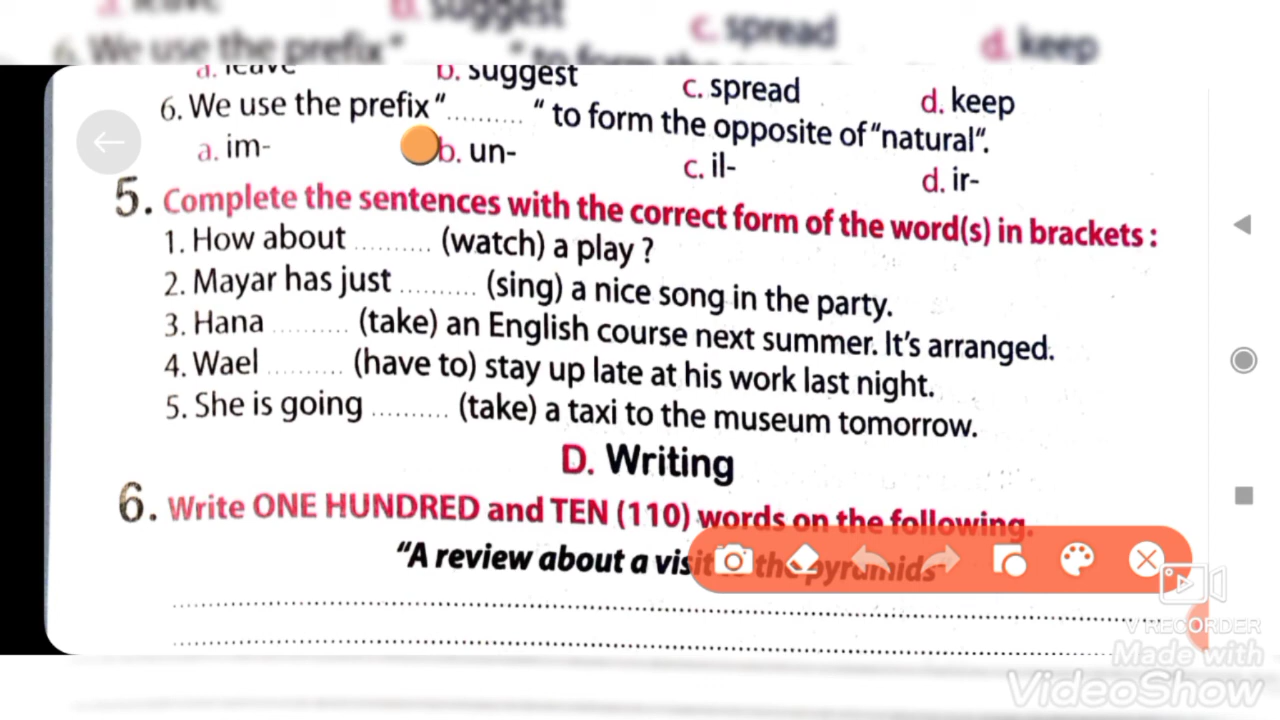 a. leave b. suggest c. spread d. keep
6. We use the prefix“
a. leave b. suggest c. spread d. keep
6. We use the prefix“ .......... “ to form the opposite of “natural“.
a. im- b. un- c. il- d. ir-
5. Complete the sentences with the correct form of the word(s) in brackets :
1. How about .......... (watch) a play ?
2. Mayar has just .......... (sing) a nice song in the party.
3. Hana .......... (take) an English course next summer. It’s arranged.
4. Wael .......... (have to) stay up late at his work last night.
5. She is going .......... (take) a taxi to the museum tomorrow.
D. Writing
6. Write ONE HUNDRED and TEN (110) words on the following.
“A review about a visit to the pyramids”
V RECORDER
Made with
VideoShow